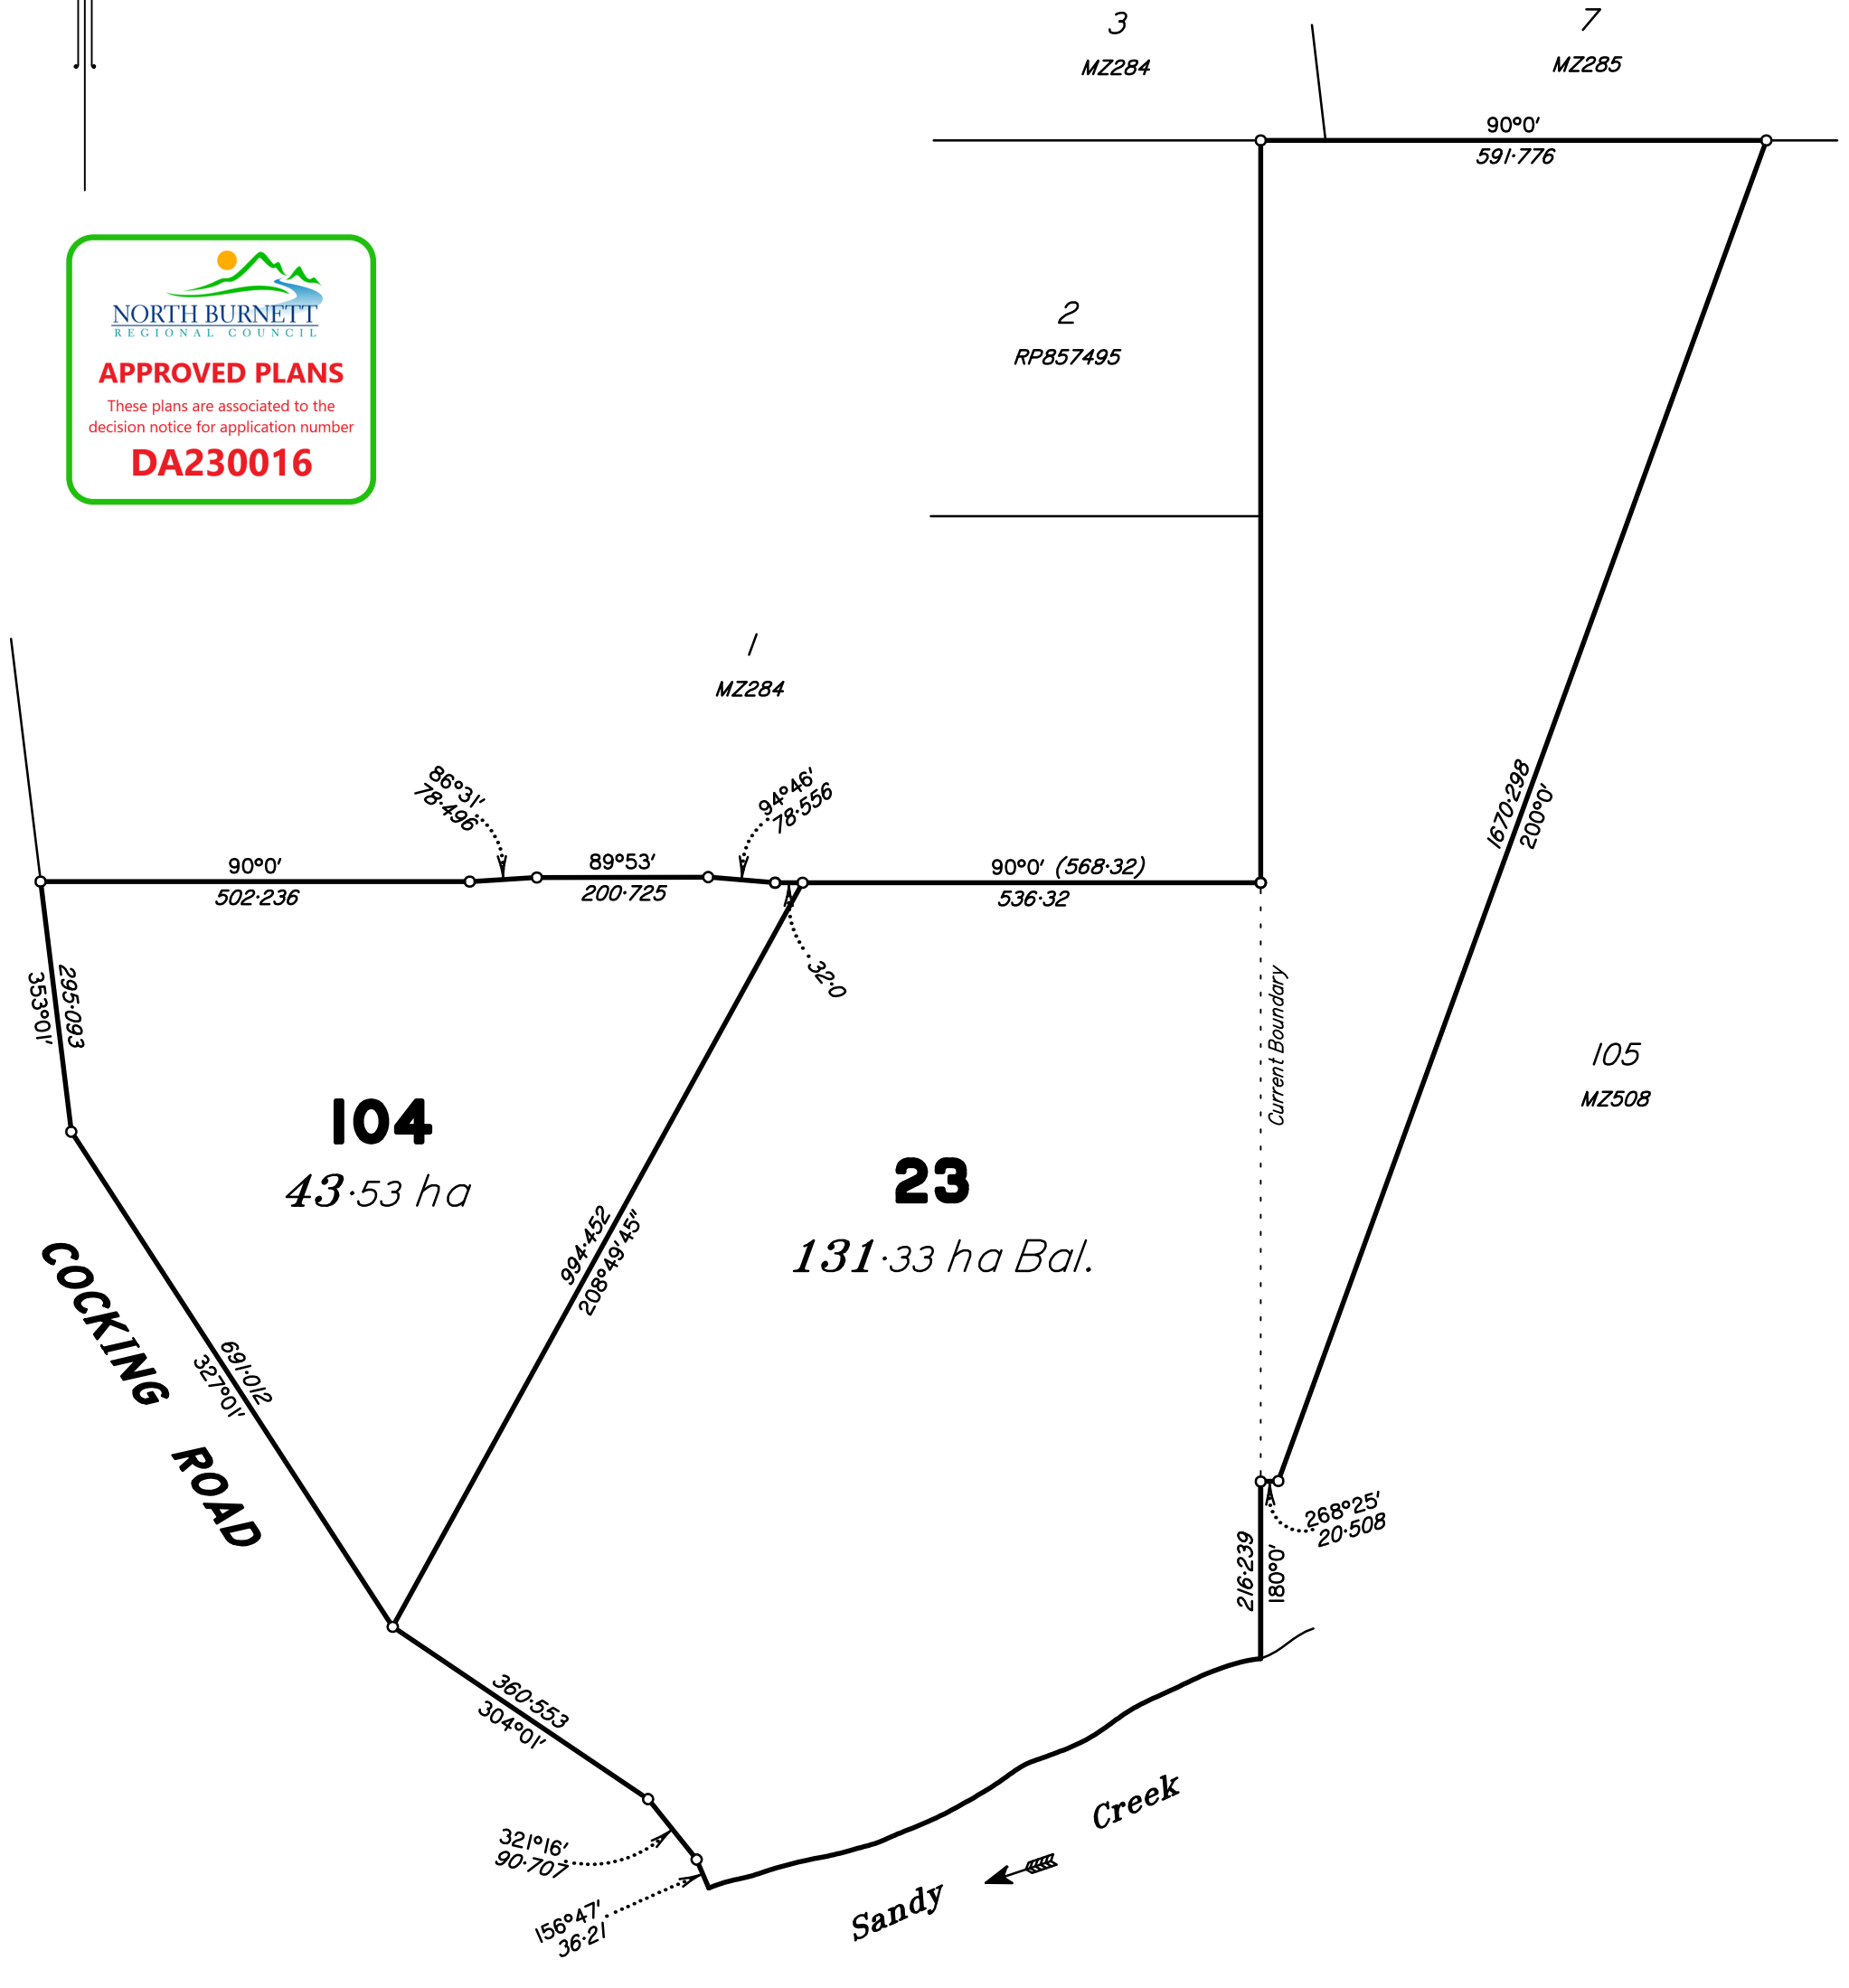 3
MZ284
7
MZ285
90°0'
591·776
NORTH BURNETT
REGIONAL COUNCIL
APPROVED PLANS
These plans are associated to the
decision notice for application number
DA230016
2
RP857495
1
MZ284
86°31'
78·496
94°46'
78·556
1670·298
200°0'
90°0'
502·236
89°53'
200·725
90°0' (568·32)
536·32
32·0
295·093
353°01'
Current Boundary
105
MZ508
104
43·53 ha
23
131·33 ha Bal.
994·452
208°49'45"
COCKING ROAD
691·012
327°01'
268°25'
20·508
216·239
180°0'
360·553
304°01'
321°16'
90·707
156°47'
36·21
Sandy Creek